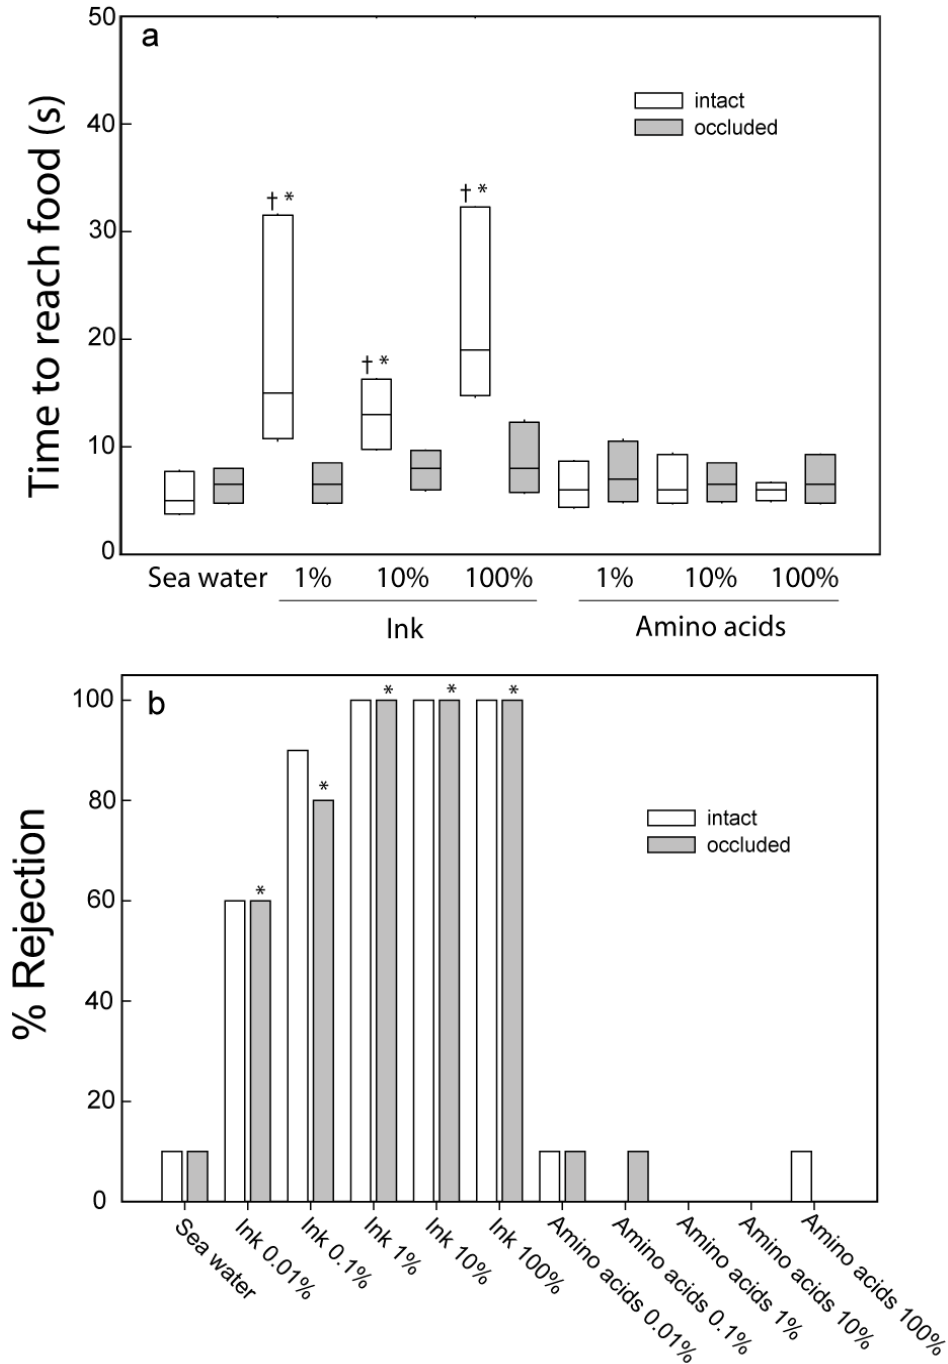 a
50
40
30
20
10
0
Time to reach food (s)
intact
occluded
† *
† *
† *
Sea water 1% 10% 100% 1% 10% 100%
Ink Amino acids
b
100
80
60
40
20
0
% Rejection
intact
occluded
* * * * *
Sea water
Ink 0.01%
Ink 0.1%
Ink 1%
Ink 10%
Ink 100%
Amino acids 0.01%
Amino acids 0.1%
Amino acids 1%
Amino acids 10%
Amino acids 100%